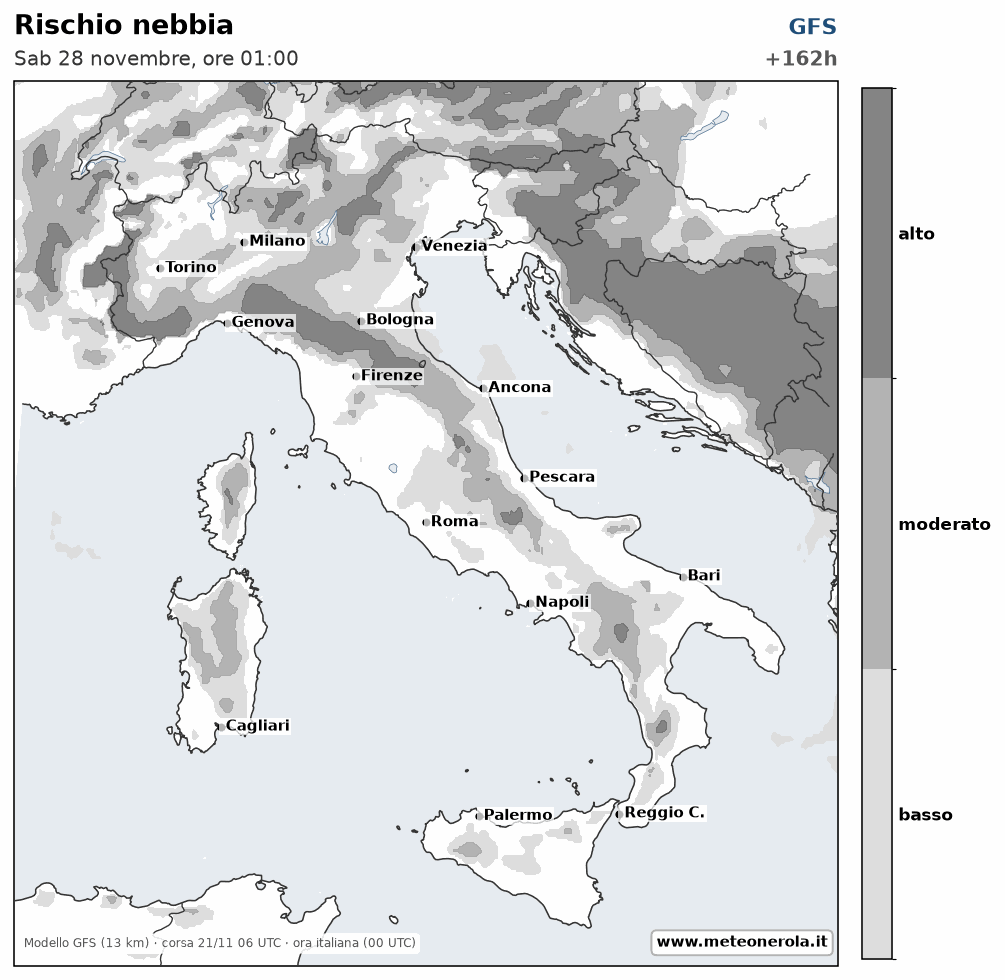 Rischio nebbia
GFS
Sab 28 novembre, ore 01:00
+162h
alto
Milano
Venezia
Torino
Genova
Bologna
Firenze
Ancona
Pescara
Roma
moderato
Bari
Napoli
Cagliari
Palermo
Reggio C.
basso
Modello GFS (13 km) · corsa 21/11 06 UTC · ora italiana (00 UTC)
www.meteonerola.it